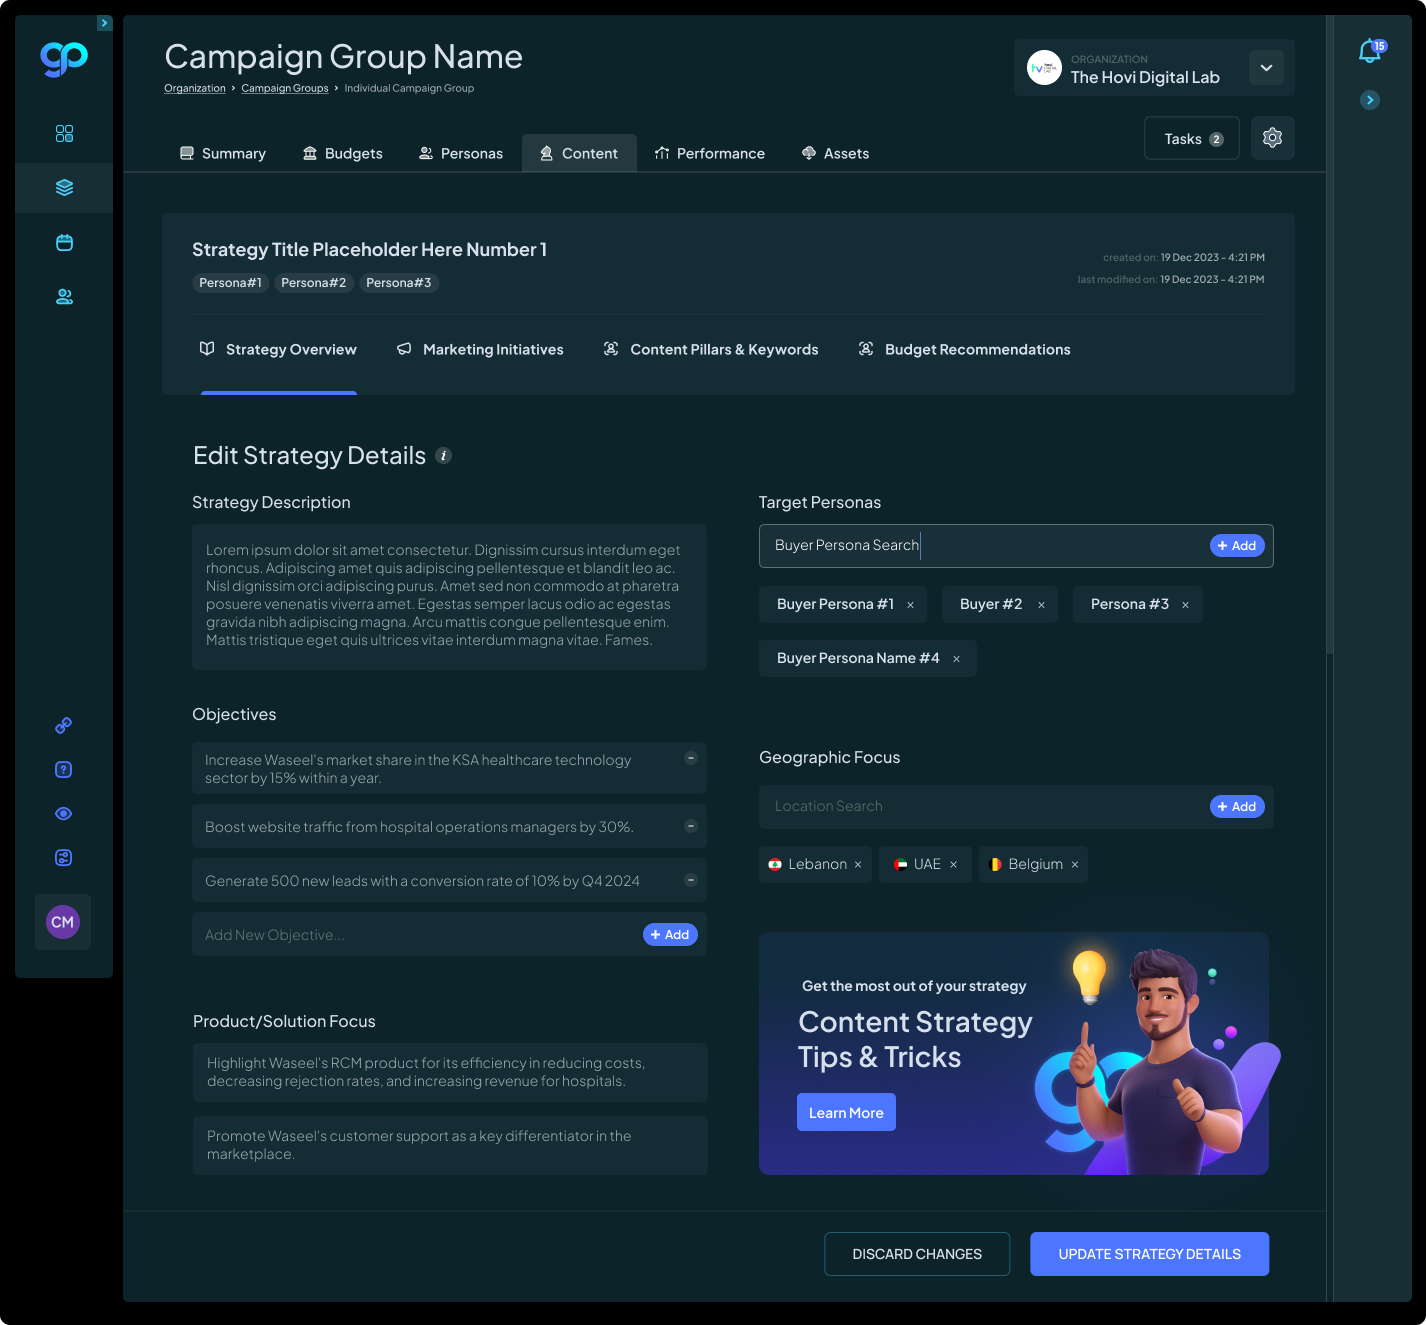 Campaign Group Name
Organization › Campaign Groups › Individual Campaign Group
ORGANIZATION
The Hovi Digital Lab
15
Summary
Budgets
Personas
Content
Performance
Assets
Tasks 2
Strategy Title Placeholder Here Number 1
Persona#1 Persona#2 Persona#3
created on: 19 Dec 2023 - 4:21 PM
last modified on: 19 Dec 2023 - 4:21 PM
Strategy Overview
Marketing Initiatives
Content Pillars & Keywords
Budget Recommendations
Edit Strategy Details i
Strategy Description
Lorem ipsum dolor sit amet consectetur. Dignissim cursus interdum eget
rhoncus. Adipiscing amet quis adipiscing pellentesque et blandit leo ac.
Nisl dignissim orci adipiscing purus. Amet sed non commodo at pharetra
posuere venenatis viverra amet. Egestas semper lacus odio ac egestas
gravida nibh adipiscing magna. Arcu mattis congue pellentesque enim.
Mattis tristique eget quis ultrices vitae interdum magna vitae. Fames.
Objectives
Increase Waseel's market share in the KSA healthcare technology
sector by 15% within a year.
Boost website traffic from hospital operations managers by 30%.
Generate 500 new leads with a conversion rate of 10% by Q4 2024
Add New Objective...
+ Add
Product/Solution Focus
Highlight Waseel's RCM product for its efficiency in reducing costs,
decreasing rejection rates, and increasing revenue for hospitals.
Promote Waseel's customer support as a key differentiator in the
marketplace.
Target Personas
Buyer Persona Search
+ Add
Buyer Persona #1 ×
Buyer #2 ×
Persona #3 ×
Buyer Persona Name #4 ×
Geographic Focus
Location Search
+ Add
Lebanon ×
UAE ×
Belgium ×
Get the most out of your strategy
Content Strategy
Tips & Tricks
Learn More
CM
DISCARD CHANGES
UPDATE STRATEGY DETAILS